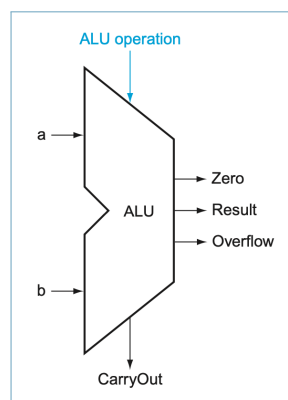 ALU operation
a
Zero
ALU
Result
Overflow
b
CarryOut